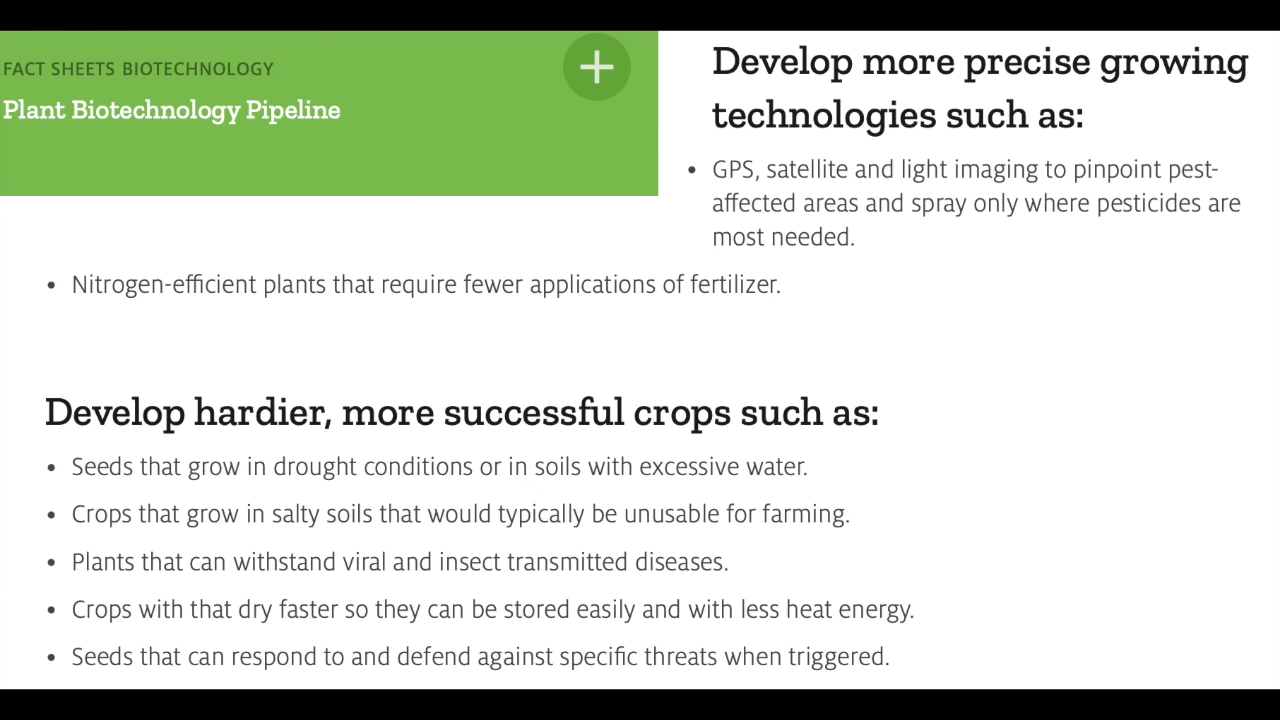 FACT SHEETS BIOTECHNOLOGY
Plant Biotechnology Pipeline
Develop more precise growing
technologies such as:
• GPS, satellite and light imaging to pinpoint pest-
affected areas and spray only where pesticides are
most needed.
• Nitrogen-efficient plants that require fewer applications of fertilizer.
Develop hardier, more successful crops such as:
• Seeds that grow in drought conditions or in soils with excessive water.
• Crops that grow in salty soils that would typically be unusable for farming.
• Plants that can withstand viral and insect transmitted diseases.
• Crops with that dry faster so they can be stored easily and with less heat energy.
• Seeds that can respond to and defend against specific threats when triggered.